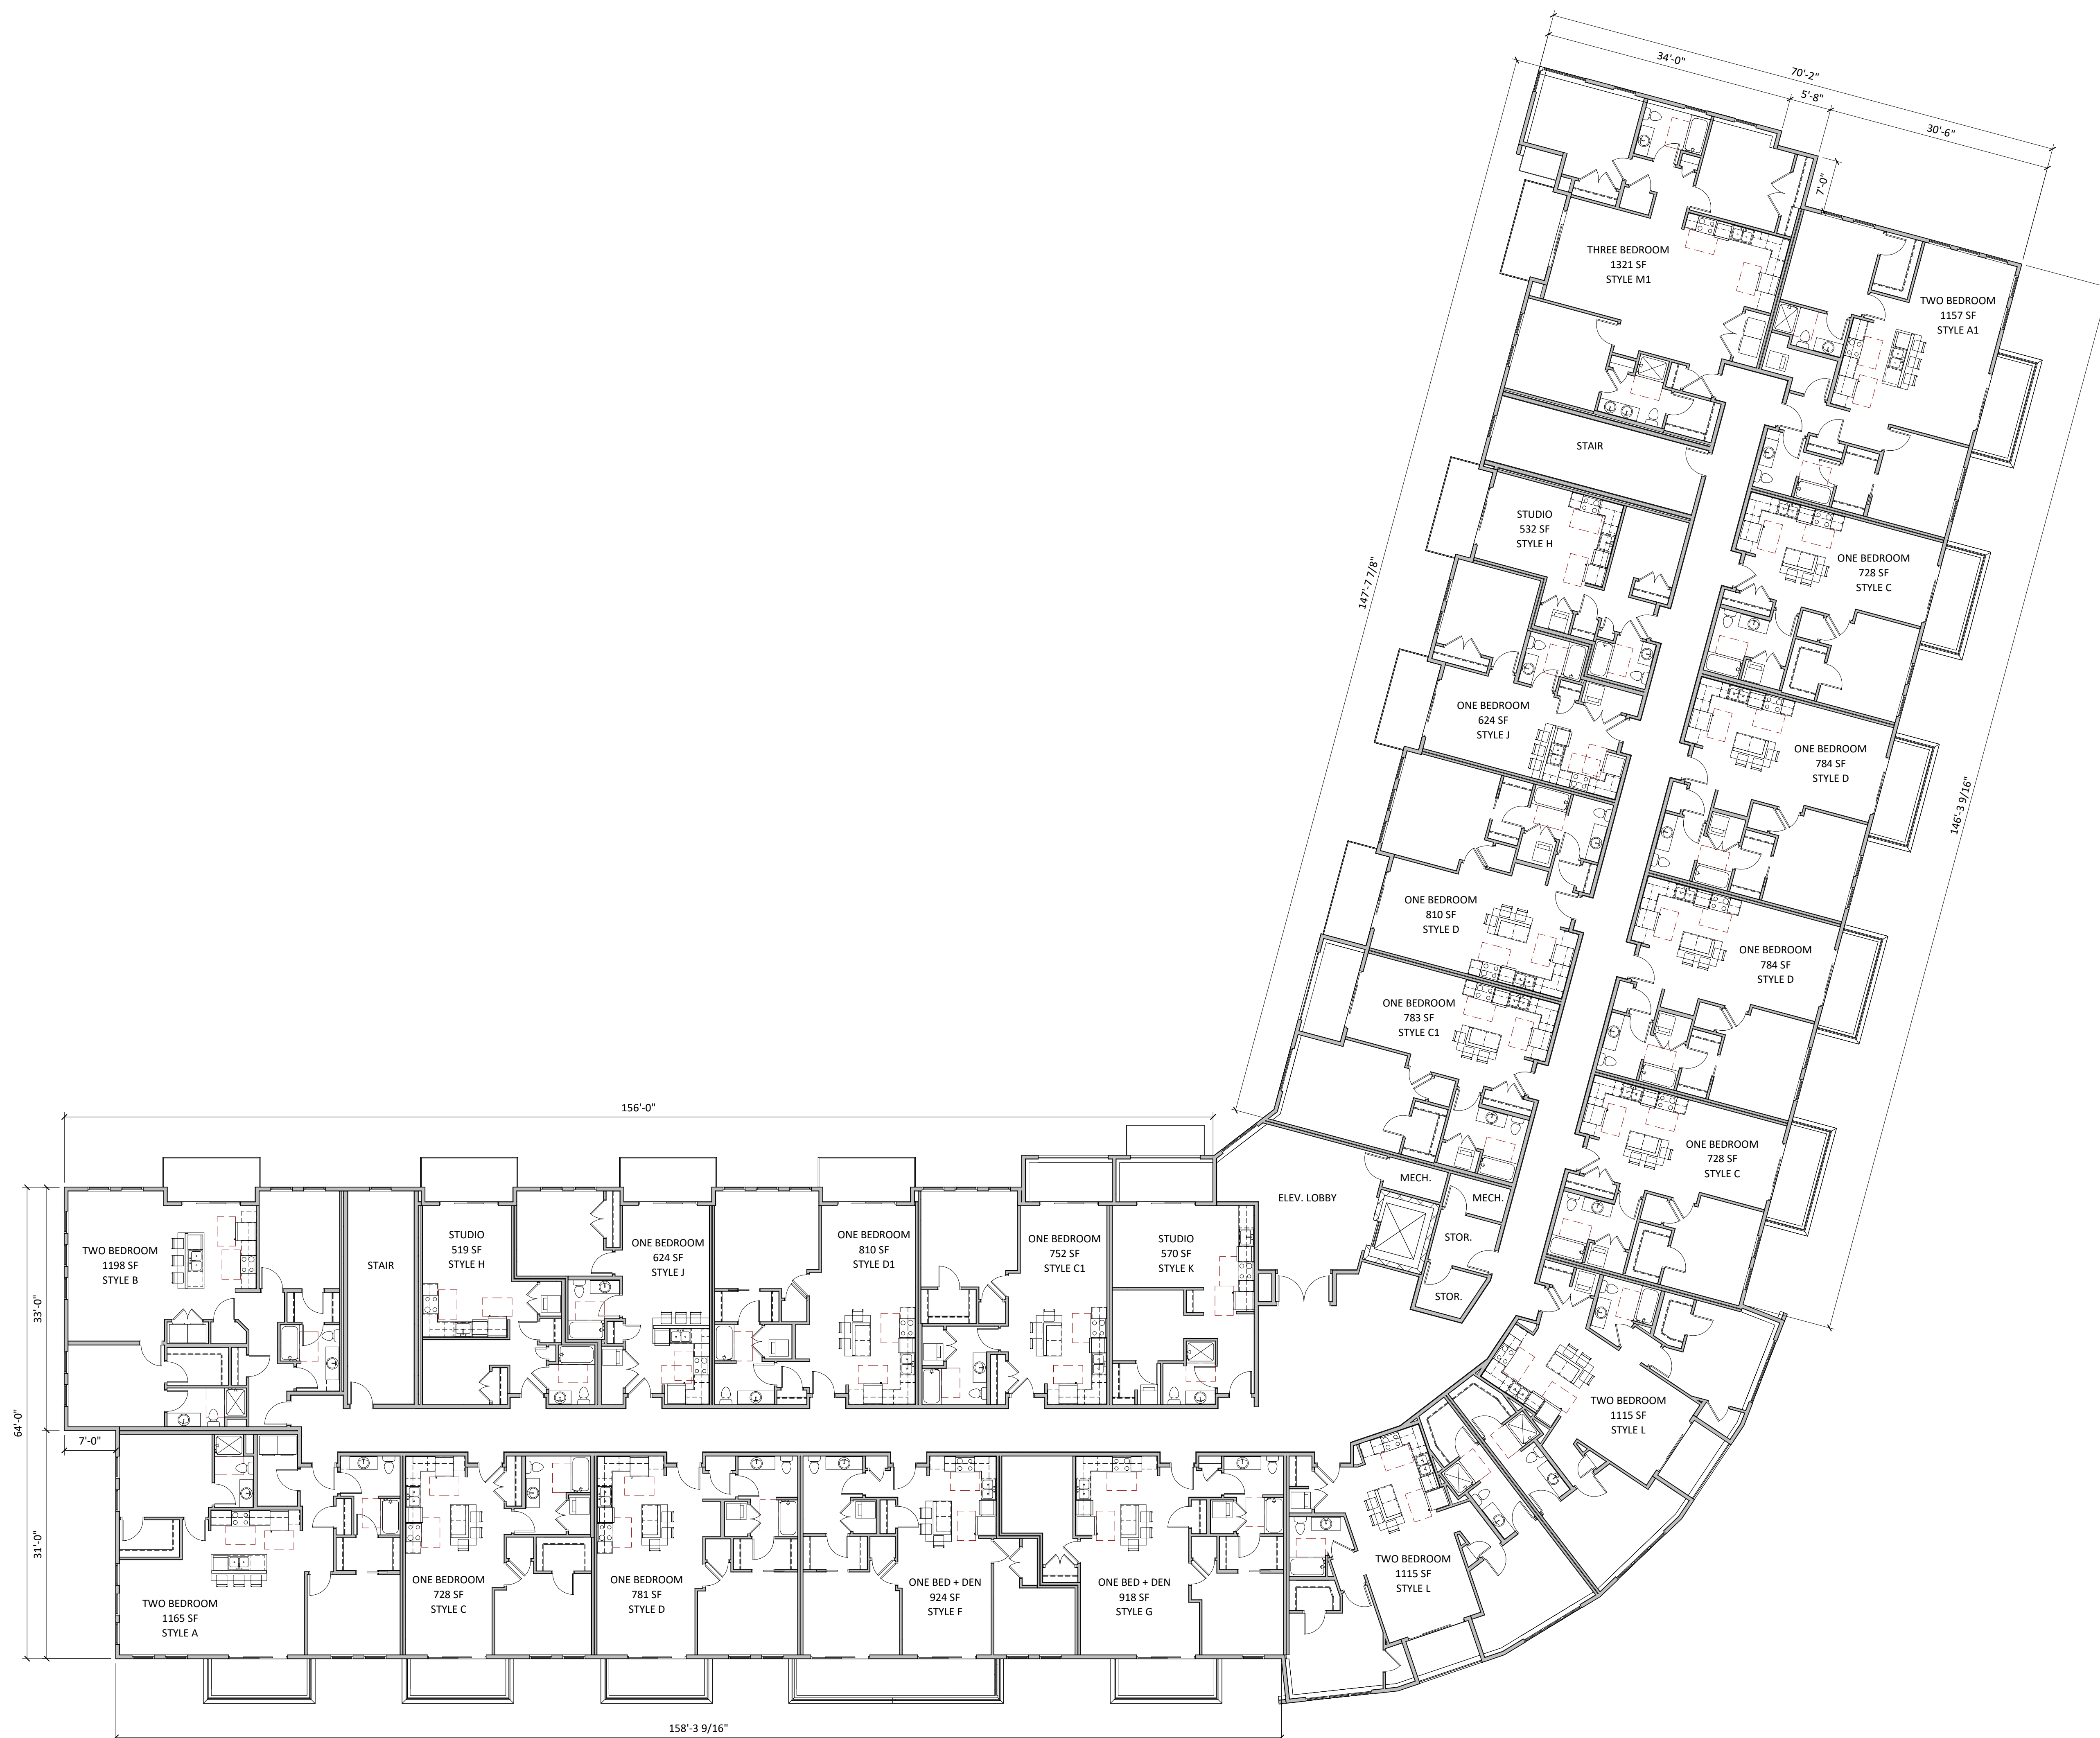 34'-0"
70'-2"
5'-8"
30'-6"
7'-0"
THREE BEDROOM
1321 SF
STYLE M1
TWO BEDROOM
1157 SF
STYLE A1
STAIR
STUDIO
532 SF
STYLE H
ONE BEDROOM
728 SF
STYLE C
147'-7 7/8"
ONE BEDROOM
624 SF
STYLE J
ONE BEDROOM
784 SF
STYLE D
146'-3 9/16"
ONE BEDROOM
810 SF
STYLE D
ONE BEDROOM
784 SF
STYLE D
ONE BEDROOM
783 SF
STYLE C1
ONE BEDROOM
728 SF
STYLE C
156'-0"
MECH.
MECH.
ELEV. LOBBY
STOR.
STOR.
33'-0"
64'-0"
TWO BEDROOM
1198 SF
STYLE B
STAIR
STUDIO
519 SF
STYLE H
ONE BEDROOM
624 SF
STYLE J
ONE BEDROOM
810 SF
STYLE D1
ONE BEDROOM
752 SF
STYLE C1
STUDIO
570 SF
STYLE K
7'-0"
31'-0"
TWO BEDROOM
1115 SF
STYLE L
TWO BEDROOM
1165 SF
STYLE A
ONE BEDROOM
728 SF
STYLE C
ONE BEDROOM
781 SF
STYLE D
ONE BED + DEN
924 SF
STYLE F
ONE BED + DEN
918 SF
STYLE G
TWO BEDROOM
1115 SF
STYLE L
158'-3 9/16"